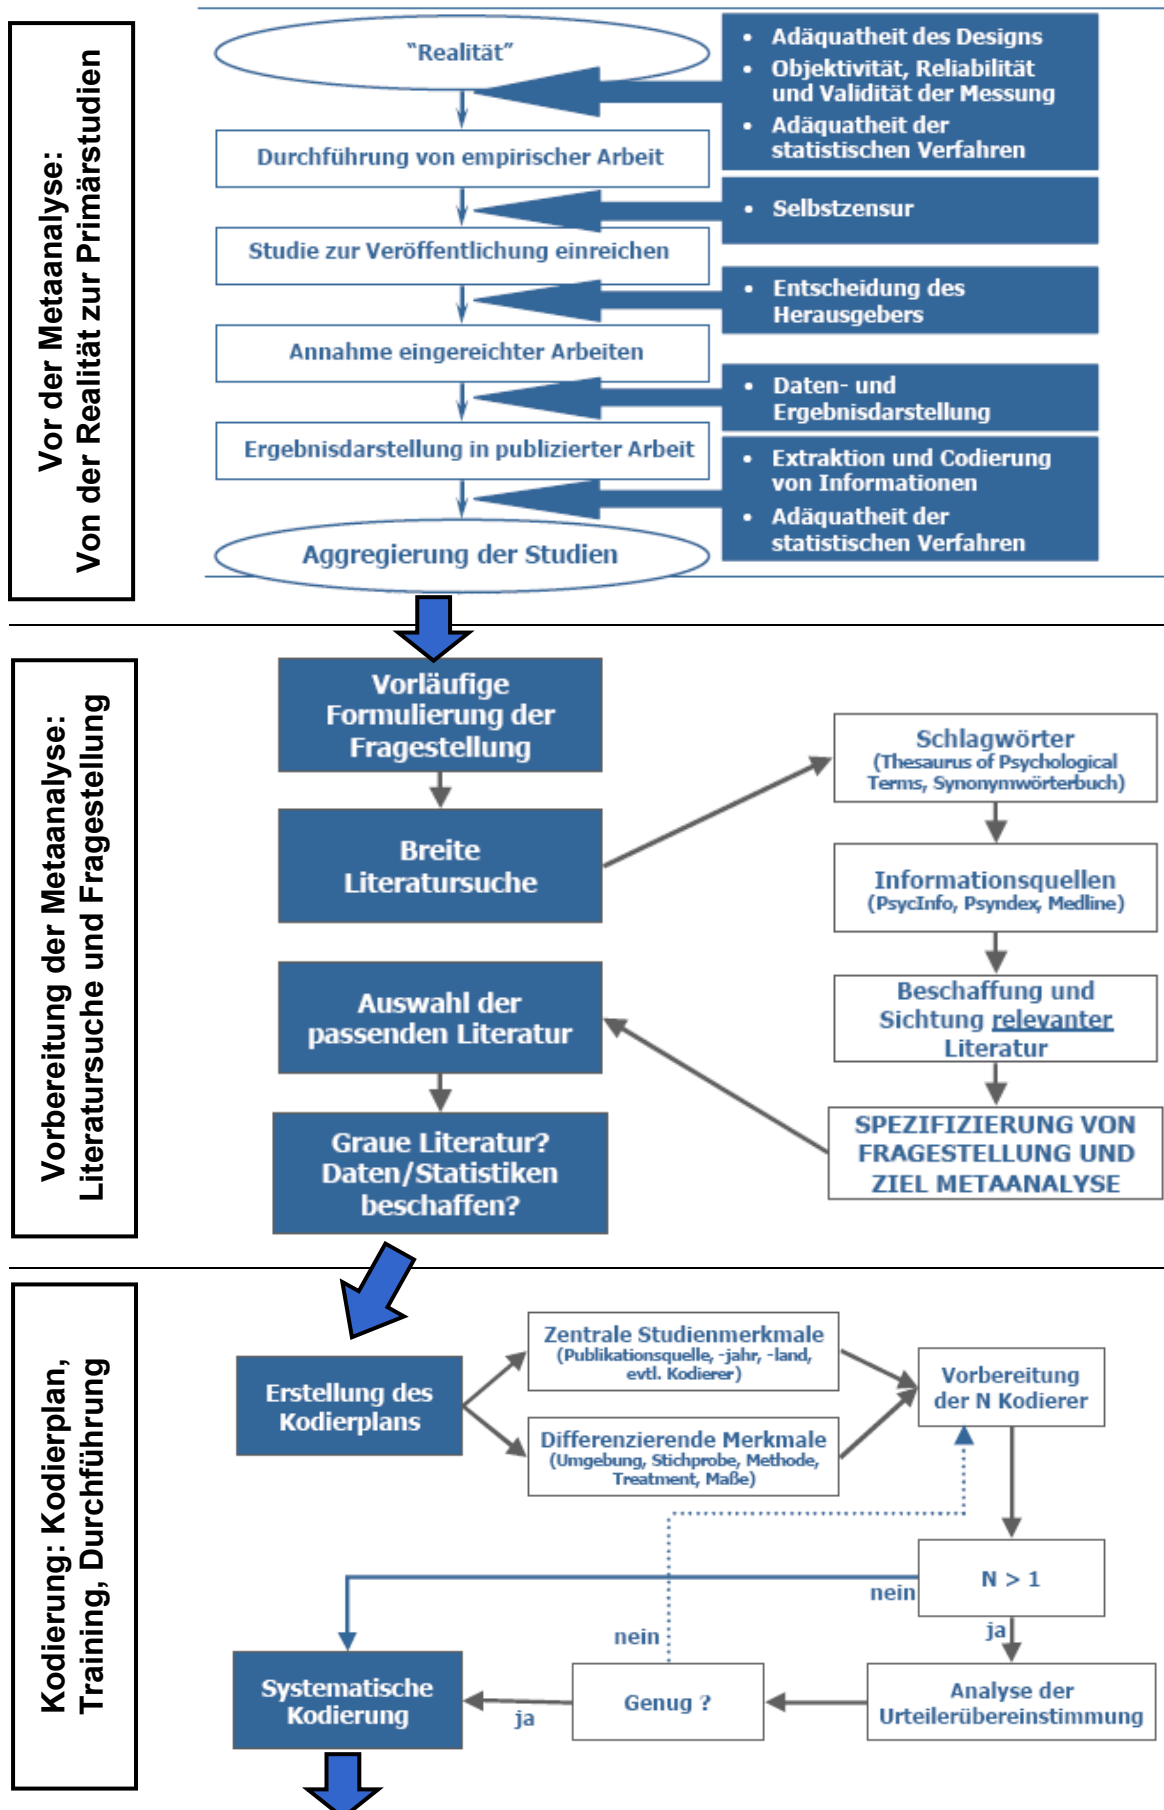 Vor der Metaanalyse:
Von der Realität zur Primärstudien
"Realität"
Durchführung von empirischer Arbeit
Studie zur Veröffentlichung einreichen
Annahme eingereichter Arbeiten
Ergebnisdarstellung in publizierter Arbeit
Aggregierung der Studien
• Adäquatheit des Designs
• Objektivität, Reliabilität
und Validität der Messung
• Adäquatheit der
statistischen Verfahren
• Selbstzensur
• Entscheidung des
Herausgebers
• Daten- und
Ergebnisdarstellung
• Extraktion und Codierung
von Informationen
• Adäquatheit der
statistischen Verfahren
Vorbereitung der Metaanalyse:
Literatursuche und Fragestellung
Vorläufige
Formulierung der
Fragestellung
Breite
Literatursuche
Schlagwörter
(Thesaurus of Psychological
Terms, Synonymwörterbuch)
Informationsquellen
(PsycInfo, Psyndex, Medline)
Beschaffung und
Sichtung relevanter
Literatur
SPEZIFIZIERUNG VON
FRAGESTELLUNG UND
ZIEL METAANALYSE
Auswahl der
passenden Literatur
Graue Literatur?
Daten/Statistiken
beschaffen?
Kodierung: Kodierplan,
Training, Durchführung
Erstellung des
Kodierplans
Zentrale Studienmerkmale
(Publikationsquelle, -jahr, -land,
evtl. Kodierer)
Differenzierende Merkmale
(Umgebung, Stichprobe, Methode,
Treatment, Maße)
Vorbereitung
der N Kodierer
N > 1
nein
ja
Analyse der
Urteilerübereinstimmung
Genug ?
nein
ja
Systematische
Kodierung